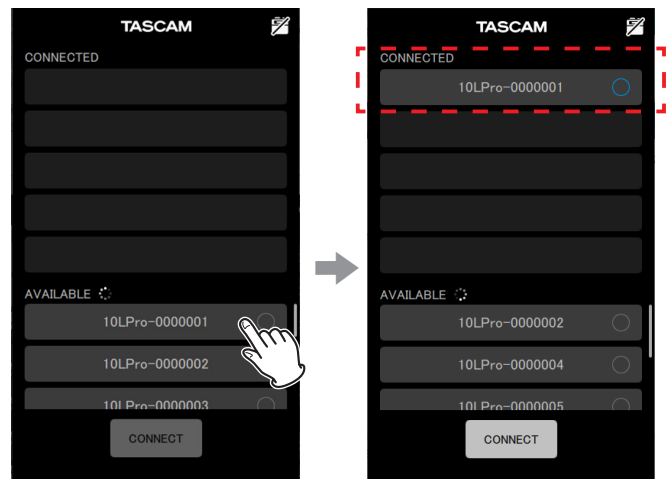 TASCAM
CONNECTED
AVAILABLE
10LPro-0000001
10LPro-0000002
10LPro-0000003
CONNECT
TASCAM
CONNECTED
10LPro-0000001
AVAILABLE
10LPro-0000002
10LPro-0000004
10LPro-0000005
CONNECT